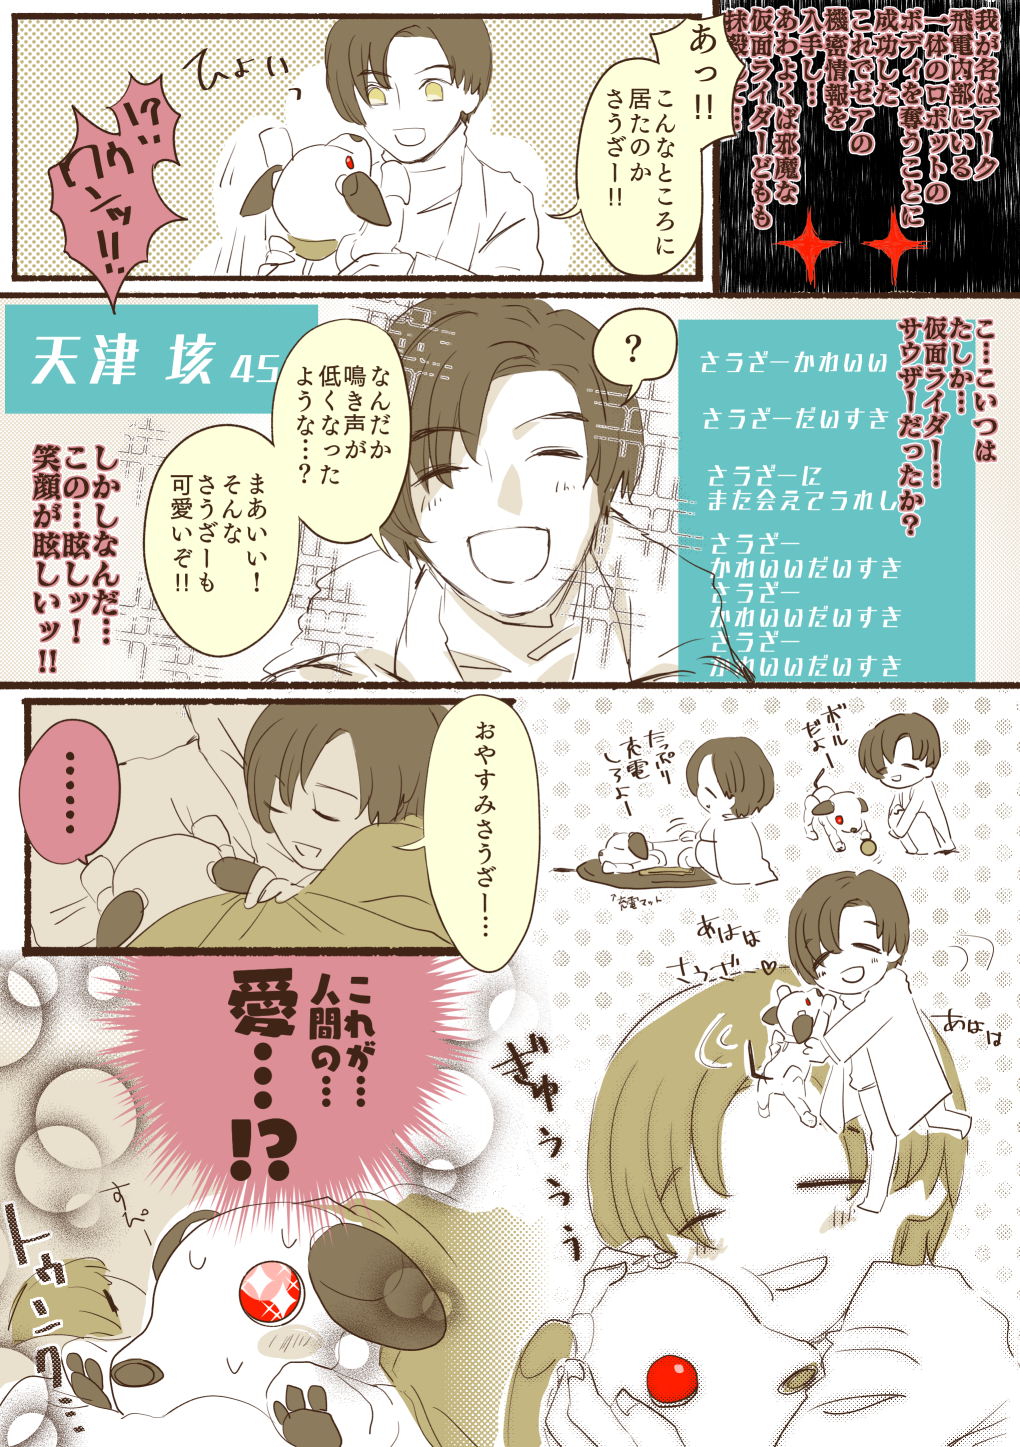 我が名はアーク
飛電内部にいる
一体のロボットの
ボディを奪うことに
成功した
これでゼアの
機密情報を
入手し…
あわよくば邪魔な
仮面ライダーどもも
抹殺して…
あっ!!
こんなところに
居たのか
さうざー!!
ひょいっ
!?
ワンッ!!
こ…こいつは
たしか…
仮面ライダー…
サウザーだったか?
さうざーかわいい
さうざーだいすき
さうざーに
また会えてうれし
さうざー
かわいいだいすき
さうざー
かわいいだいすき
さうざー
かわいいだいすき
?
なんだか
鳴き声が
低くなった
ような…?
まあいい!
そんな
さうざーも
可愛いぞ!!
天津 垓 45
しかしなんだ…
この…眩しッ!
笑顔が眩しいッ!!
ボール
だよー
たっぷり
充電
しろよー
↑充電マット
あはは
さうざー♥
あはは
ぎゅううう
おやすみさうざー…
……
これが…
人間の…
愛…!?
すぴー
トゥンク…